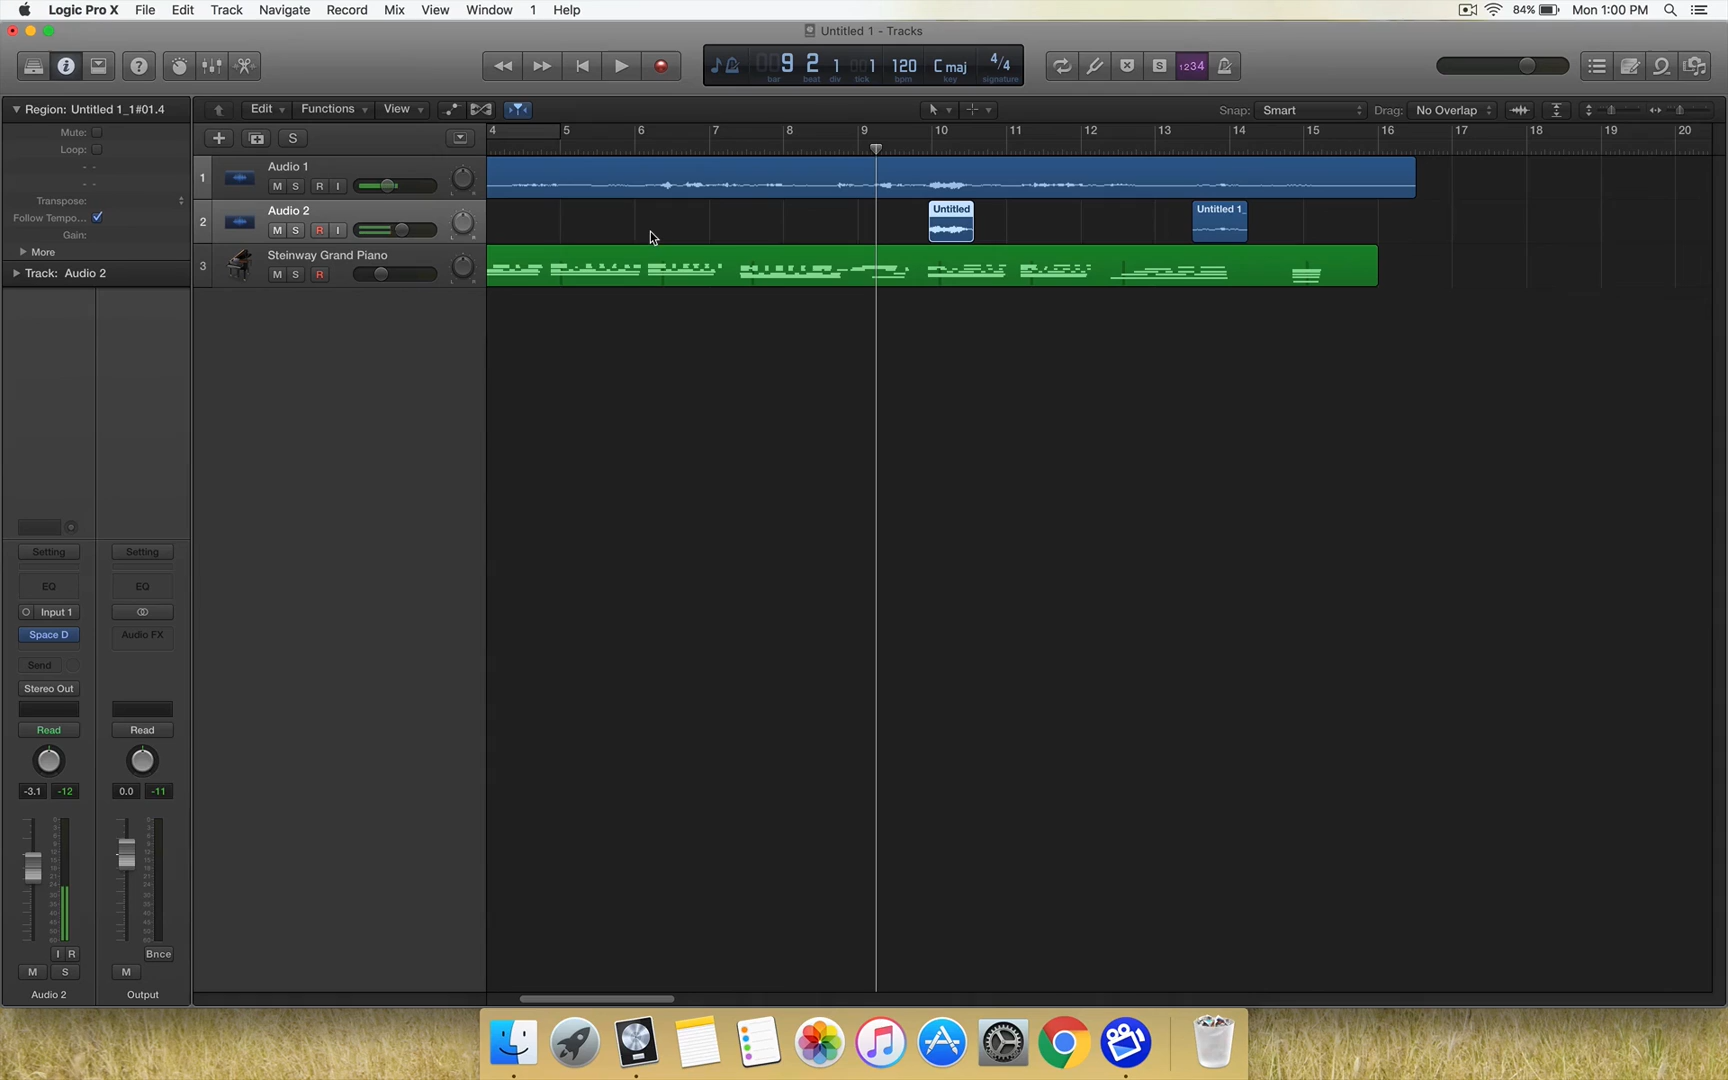 Logic Pro X File Edit Track Navigate Record Mix View Window 1 Help 84% Mon 1:00 PM
Untitled 1 - Tracks
9 2 1 1 120 C maj 4/4 1234
bar beat div tick bpm key signature
Region: Untitled 1_1#01.4 Edit Functions View Snap: Smart Drag: No Overlap
Mute:
Loop:
Transpose:
Follow Tempo...
Gain:
More
Track: Audio 2
S
4 5 6 7 8 9 10 11 12 13 14 15 16 17 18 19 20
1 Audio 1
M S R I
2 Audio 2 Untitled Untitled 1_
M S R I
3 Steinway Grand Piano
M S R
Setting Setting
EQ EQ
Input 1
Space D Audio FX
Send
Stereo Out
Read Read
-3.1 -12 0.0 -11
I R Bnce
M S M
Audio 2 Output